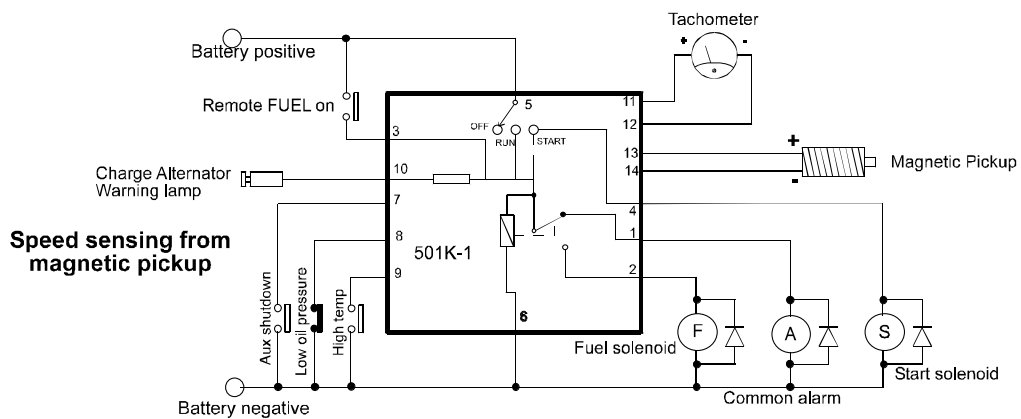 Tachometer
+ -
Battery positive
Remote FUEL on
5
OFF
RUN
START
3
10
7
8
9
11
12
13
14
4
1
2
6
+
-
Magnetic Pickup
Charge Alternator
Warning lamp
Speed sensing from
magnetic pickup
501K-1
Aux shutdown
Low oil pressure
High temp
F
A
S
Fuel solenoid
Start solenoid
Common alarm
Battery negative